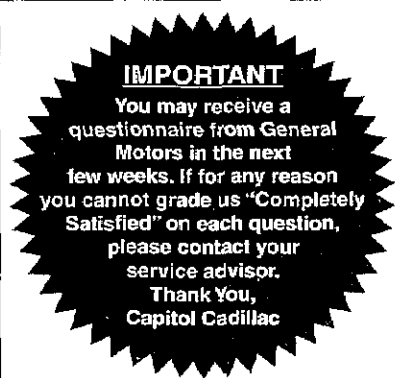 IMPORTANT
You may receive a
questionnaire from General
Motors in the next
few weeks. If for any reason
you cannot grade us "Completely
Satisfied" on each question,
please contact your
service advisor.
Thank You,
Capitol Cadillac